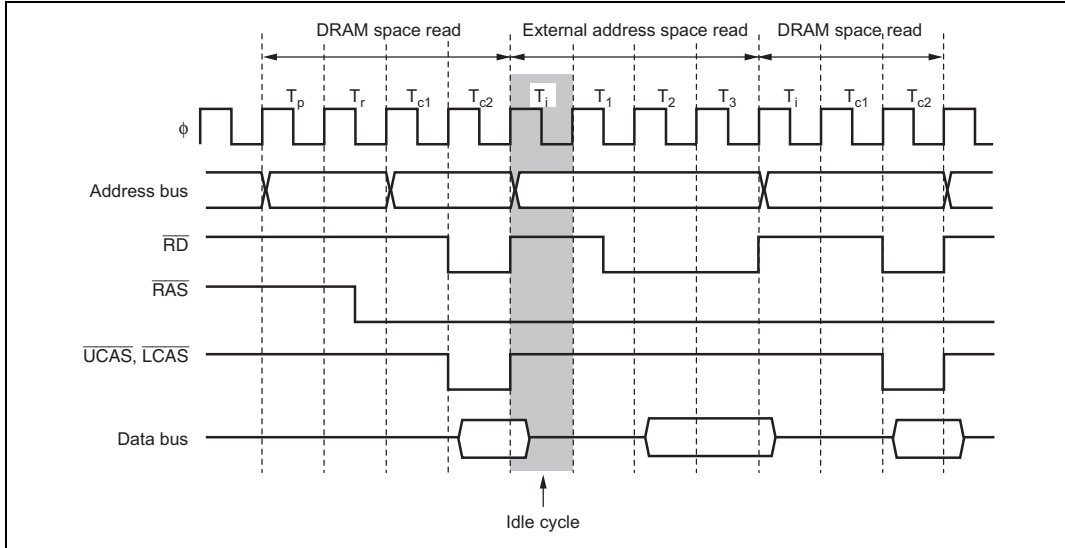 DRAM space read External address space read DRAM space read
Tp Tr Tc1 Tc2 Ti T1 T2 T3 Ti Tc1 Tc2
ϕ
Address bus
RD
RAS
UCAS, LCAS
Data bus
Idle cycle